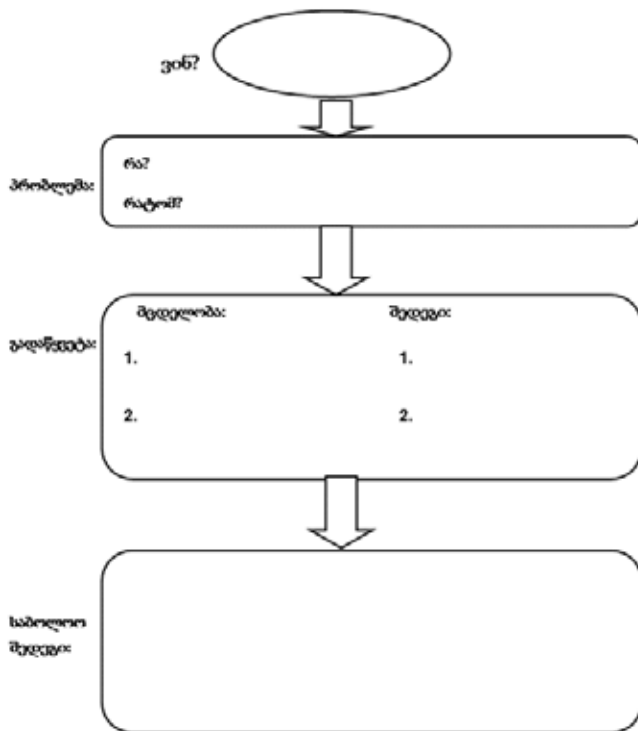 ვინ?
პრობლემა:
რა?
რატომ?
გადაწყვეტა:
მცდელობა:
შედეგი:
1.
1.
2.
2.
საბოლოო
შედეგი: